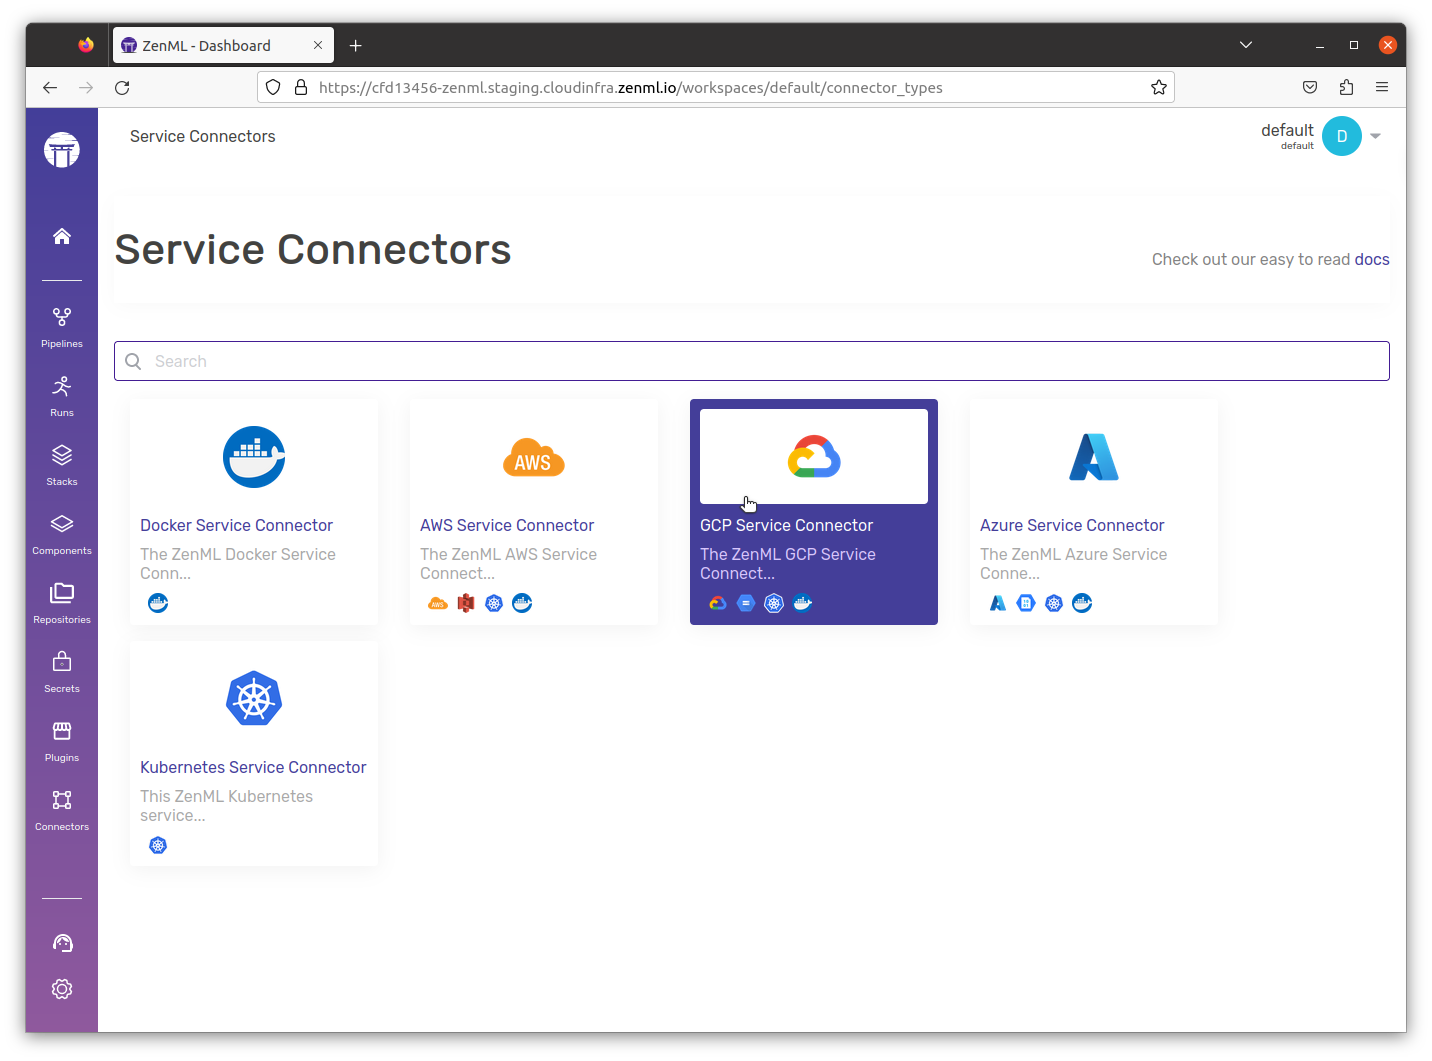 ZenML - Dashboard
https://cfd13456-zenml.staging.cloudinfra.zenml.io/workspaces/default/connector_types
Service Connectors
default
default
D
Service Connectors
Check out our easy to read docs
Search
Pipelines
Runs
Stacks
Components
Repositories
Secrets
Plugins
Connectors
Docker Service Connector
The ZenML Docker Service
Conn...
AWS
AWS Service Connector
The ZenML AWS Service
Connect...
AWS
GCP Service Connector
The ZenML GCP Service
Connect...
Azure Service Connector
The ZenML Azure Service
Conne...
Kubernetes Service Connector
This ZenML Kubernetes
service...